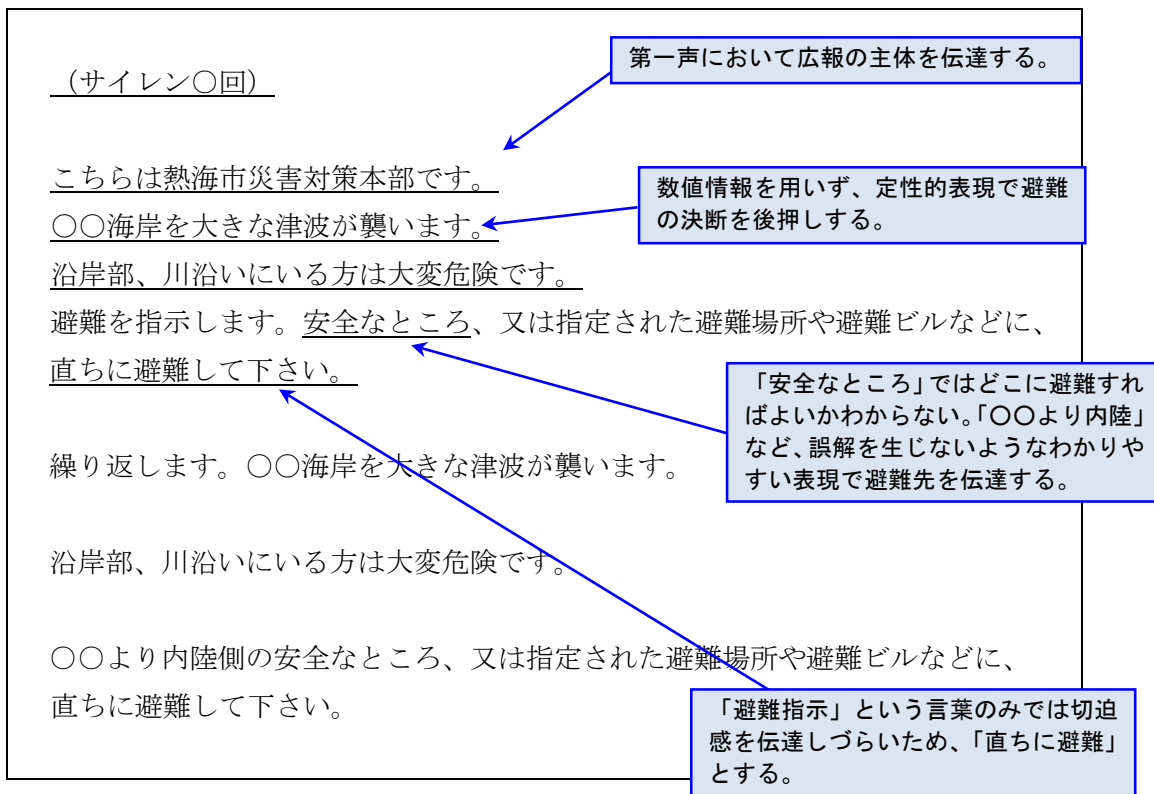 第一声において広報の主体を伝達する。
（サイレン〇回）
こちらは熱海市災害対策本部です。
数値情報を用いず、定性的表現で避難
の決断を後押しする。
〇〇海岸を大きな津波が襲います。
沿岸部、川沿いにいる方は大変危険です。
避難を指示します。安全なところ、又は指定された避難場所や避難ビルなどに、
直ちに避難して下さい。
「安全なところ」ではどこに避難すれ
ばよいかわからない。「〇〇より内陸」
など、誤解を生じないようなわかりや
すい表現で避難先を伝達する。
繰り返します。〇〇海岸を大きな津波が襲います。
沿岸部、川沿いにいる方は大変危険です。
〇〇より内陸側の安全なところ、又は指定された避難場所や避難ビルなどに、
直ちに避難して下さい。
「避難指示」という言葉のみでは切迫
感を伝達しづらいため、「直ちに避難」
とする。